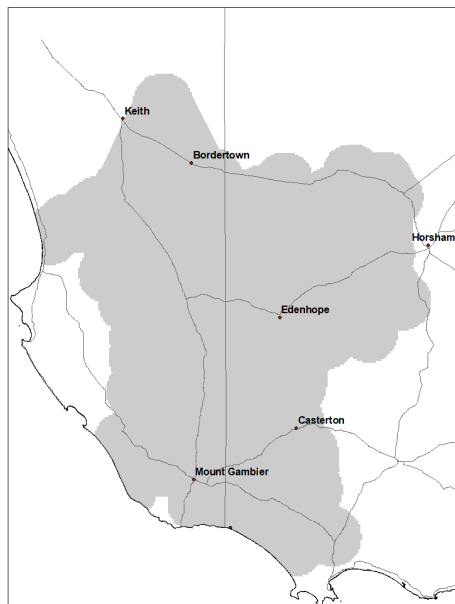 Keith
Bordertown
Horsham
Edenhope
Casterton
Mount Gambier